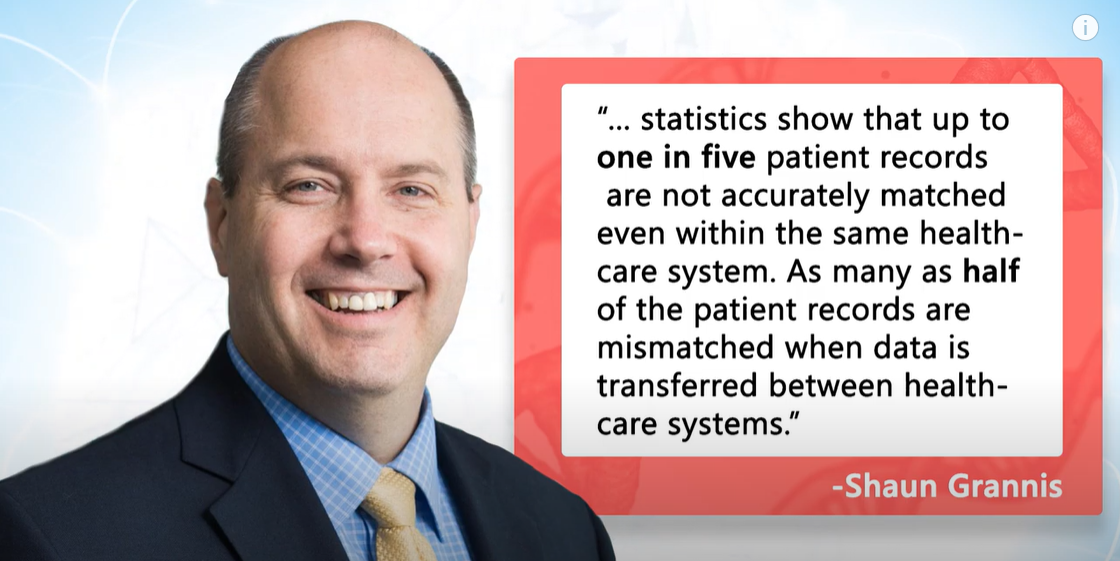 “... statistics show that up to
one in five patient records
are not accurately matched
even within the same health-
care system. As many as half
of the patient records are
mismatched when data is
transferred between health-
care systems.”
-Shaun Grannis
i